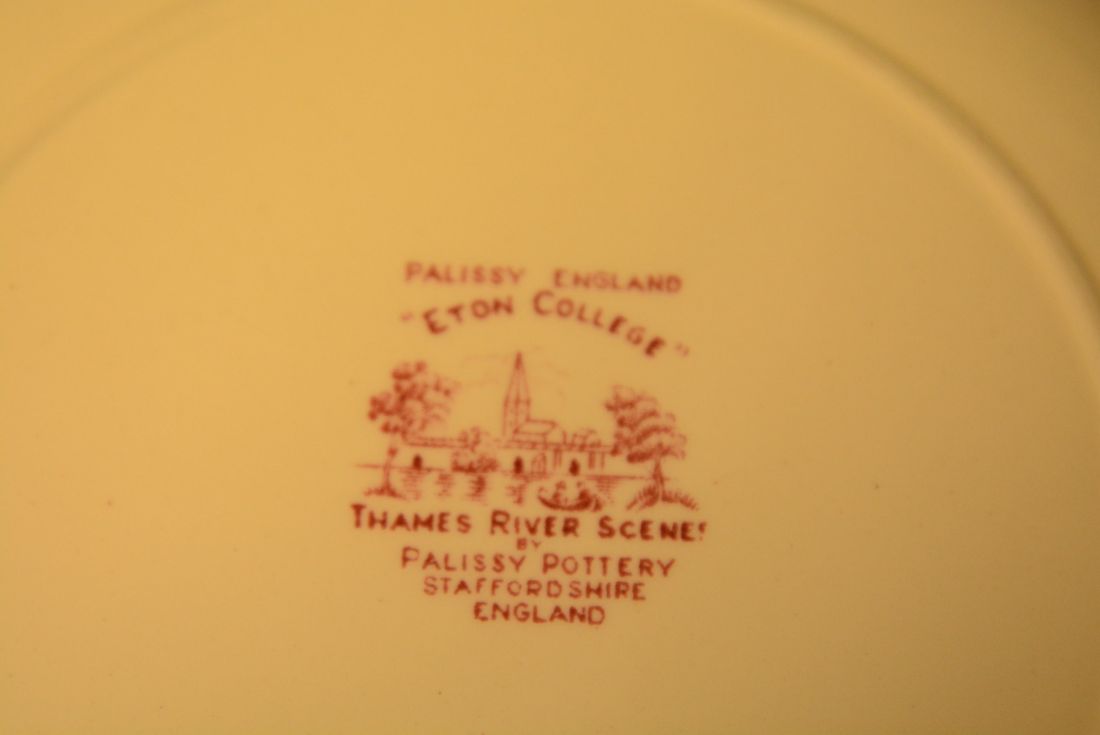 PALISSY ENGLAND
"ETON COLLEGE"
THAMES RIVER SCENES
BY
PALISSY POTTERY
STAFFORDSHIRE
ENGLAND